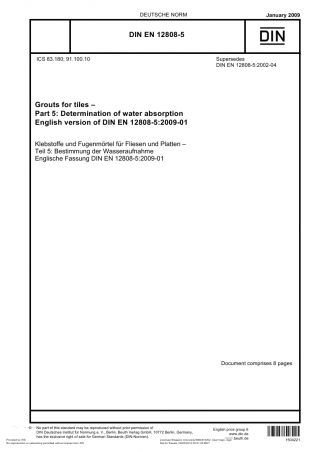 DEUTSCHE NORM
January 2009
DIN EN 12808-5
DIN
ICS 83.180; 91.100.10
Supersedes
DIN EN 12808-5:2002-04
Grouts for tiles –
Part 5: Determination of water absorption
English version of DIN EN 12808-5:2009-01
Klebstoffe und Fugenmörtel für Fliesen und Platten –
Teil 5: Bestimmung der Wasseraufnahme
Englische Fassung DIN EN 12808-5:2009-01
Document comprises 8 pages
© No part of this standard may be reproduced without prior permission of
DIN Deutsches Institut für Normung e. V., Berlin. Beuth Verlag GmbH, 10772 Berlin, Germany,
has the exclusive right of sale for German Standards (DIN-Normen).
English price group 6
www.din.de
www.beuth.de